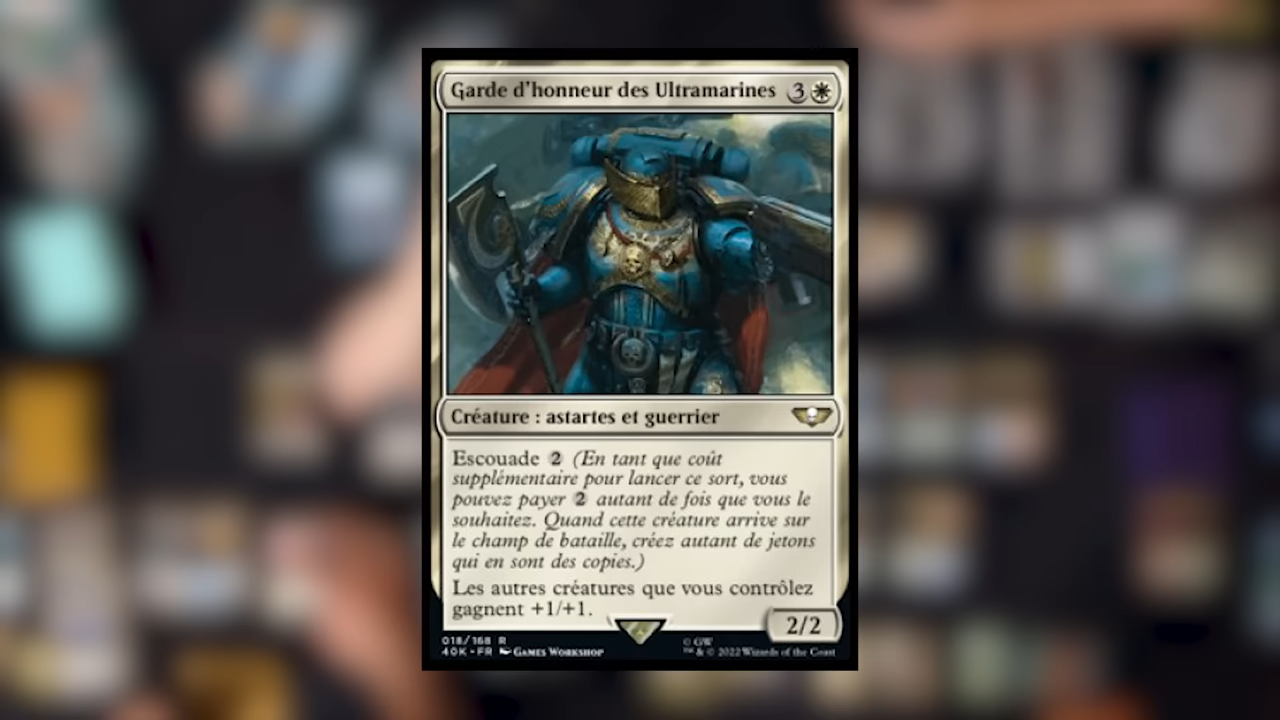 Garde d'honneur des Ultramarines 3
Créature : astartes et guerrier
Escouade 2 (En tant que coût
supplémentaire pour lancer ce sort, vous
pouvez payer 2 autant de fois que vous le
souhaitez. Quand cette créature arrive sur
le champ de bataille, créez autant de jetons
qui en sont des copies.)
Les autres créatures que vous contrôlez
gagnent +1/+1.
2/2
018/168 R
40K - FR Games Workshop
© GW
™ & © 2022 Wizards of the Coast